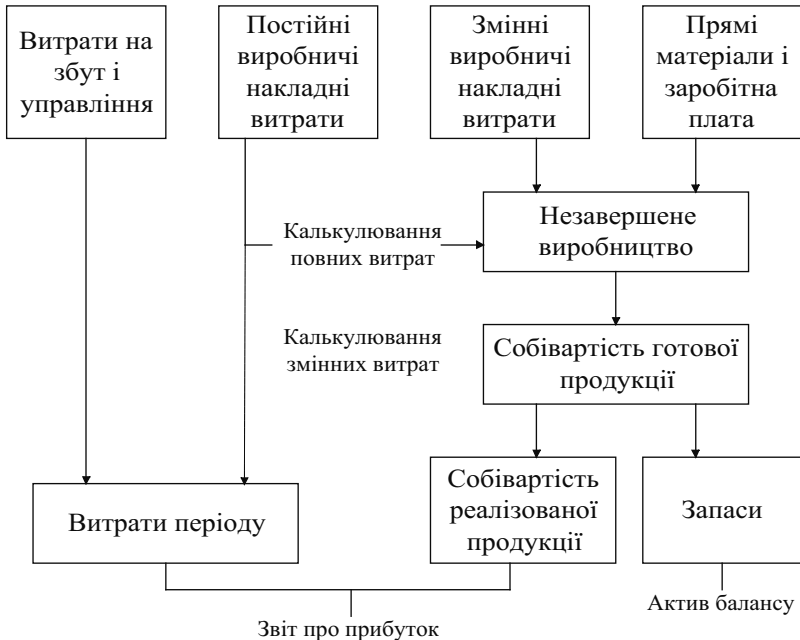 Витрати на
збут і
управління
Постійні
виробничі
накладні
витрати
Змінні
виробничі
накладні
витрати
Прямі
матеріали і
заробітна
плата
Калькулювання
повних витрат
Незавершене
виробництво
Калькулювання
змінних витрат
Собівартість готової
продукції
Витрати періоду
Собівартість
реалізованої
продукції
Запаси
Звіт про прибуток
Актив балансу